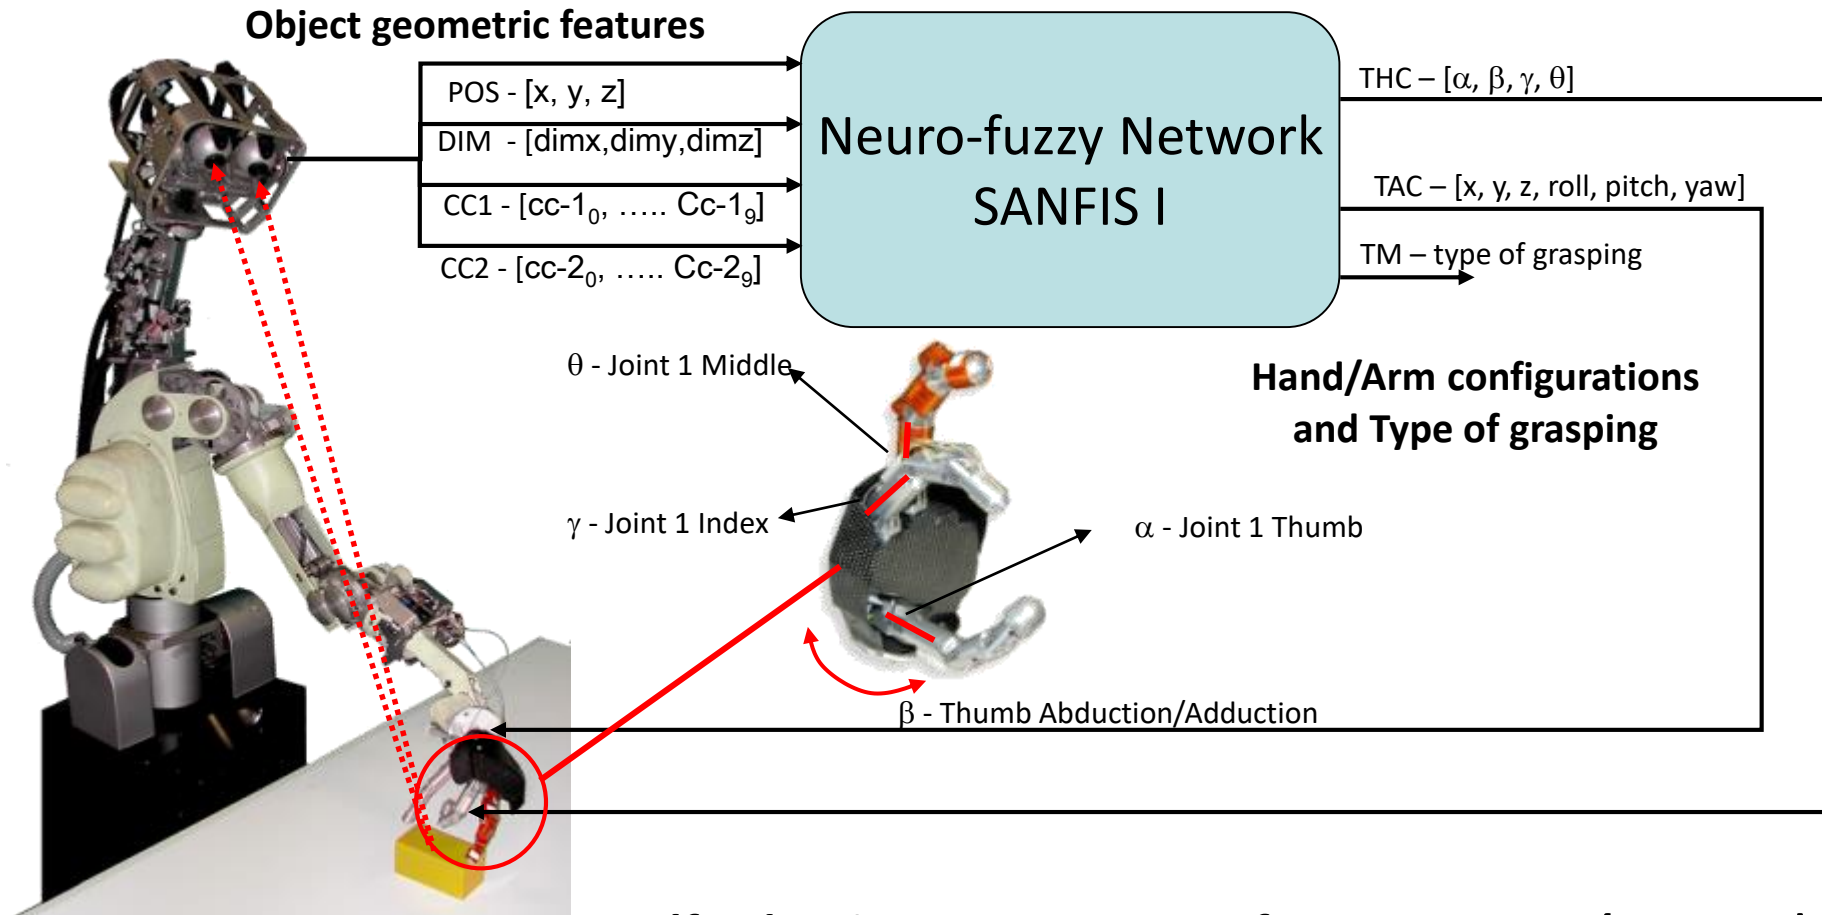 Object geometric features
POS - [x, y, z]
DIM - [dimx,dimy,dimz]
CC1 - [cc-1₀, ….. Cc-1₉]
CC2 - [cc-2₀, ….. Cc-2₉]
Neuro-fuzzy Network
SANFIS I
THC – [α, β, γ, θ]
TAC – [x, y, z, roll, pitch, yaw]
TM – type of grasping
Hand/Arm configurations
and Type of grasping
θ - Joint 1 Middle
γ - Joint 1 Index
α - Joint 1 Thumb
β - Thumb Abduction/Adduction